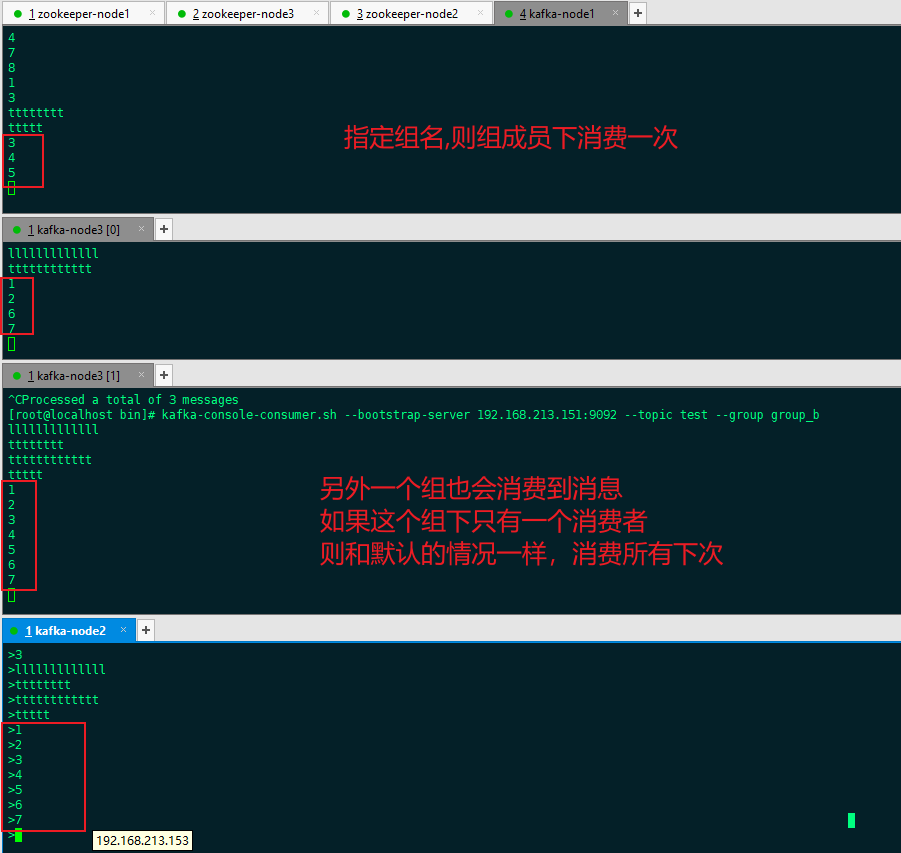 1 zookeeper-node1 × 2 zookeeper-node3 × 3 zookeeper-node2 × 4 kafka-node1 × +
4
7
8
1
3
tttttttt
ttttt
3
4
5
指定组名,则组成员下消费一次
1 kafka-node3 [0] × +
lllllllllllll
tttttttttttt
1
2
6
7
1 kafka-node3 [1] × +
^CProcessed a total of 3 messages
[root@localhost bin]# kafka-console-consumer.sh --bootstrap-server 192.168.213.151:9092 --topic test --group group_b
lllllllllllll
tttttttt
tttttttttttt
ttttt
1
2
3
4
5
6
7
另外一个组也会消费到消息
如果这个组下只有一个消费者
则和默认的情况一样，消费所有下次
1 kafka-node2 × +
>3
>lllllllllllll
>tttttttt
>tttttttttttt
>ttttt
>1
>2
>3
>4
>5
>6
>7
>
192.168.213.153